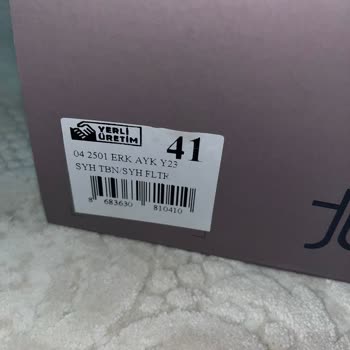 YERLİ
ÜRETİM
41
04 2501 ERK AYK Y23
SYH TBN/SYH FLTR
8 683630 810410